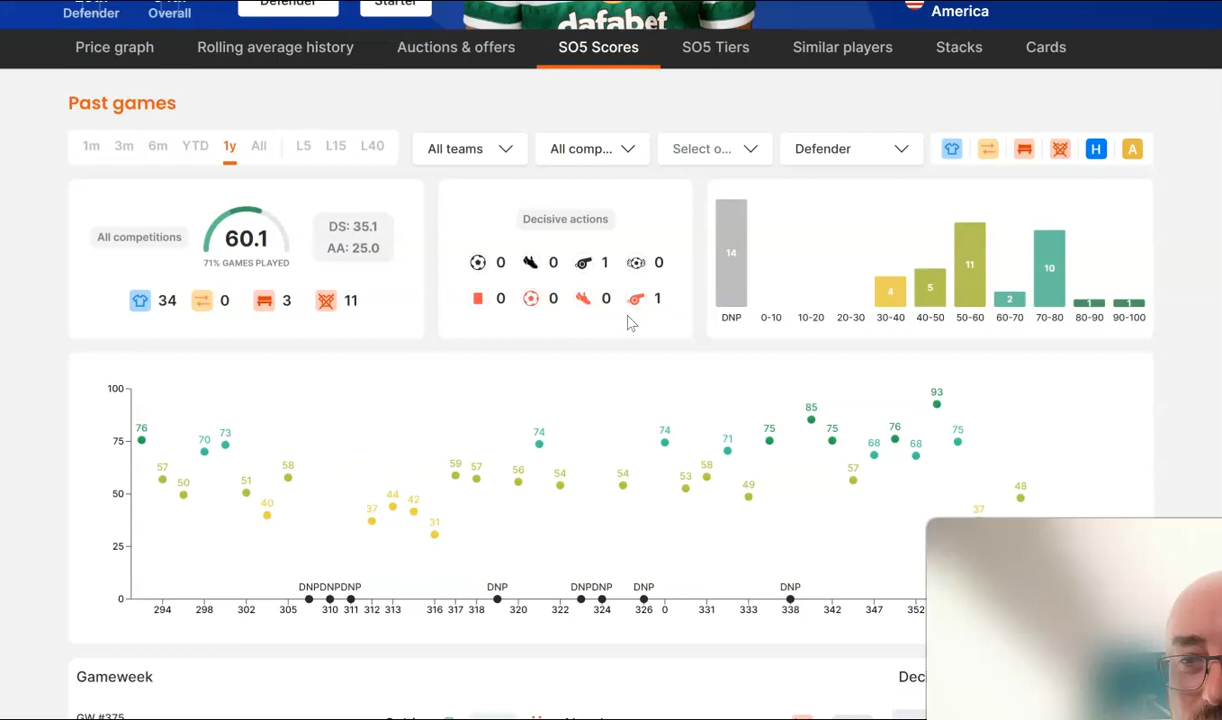 Defender
Overall
Defender
Starter
dafabet
America
Price graph
Rolling average history
Auctions & offers
SO5 Scores
SO5 Tiers
Similar players
Stacks
Cards
Past games
1m 3m 6m YTD 1y All L5 L15 L40
All teams
All comp...
Select o...
Defender
H
A
All competitions
60.1
71% GAMES PLAYED
DS: 35.1
AA: 25.0
34 0 3 11
Decisive actions
0 0 1 0
0 0 0 1
14 4 5 11 2 10 1 1
DNP 0-10 10-20 20-30 30-40 40-50 50-60 60-70 70-80 80-90 90-100
100
75
50
25
0
76 57 50 70 73 51 40 58 37 44 42 31 59 57 56 74 54 54 74 53 58 71 49 75 85 75 57 68 76 68 93 75 37 48
DNP DNP DNP DNP DNP DNP DNP DNP
294 298 302 305 310 311 312 313 316 317 318 320 322 324 326 0 331 333 338 342 347 352
Gameweek
Dec
GW #375